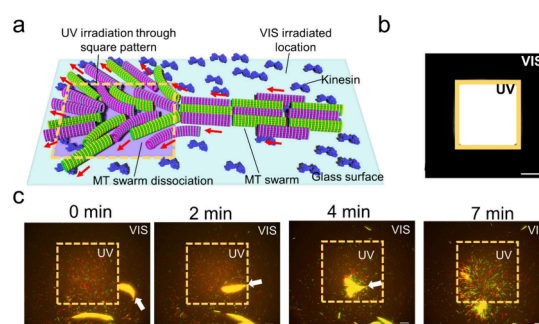 a
UV irradiation through
square pattern
VIS irradiated
location
Kinesin
MT swarm dissociation
MT swarm
Glass surface
b
VIS
UV
c
0 min
2 min
4 min
7 min
VIS
UV
VIS
UV
VIS
UV
VIS
UV